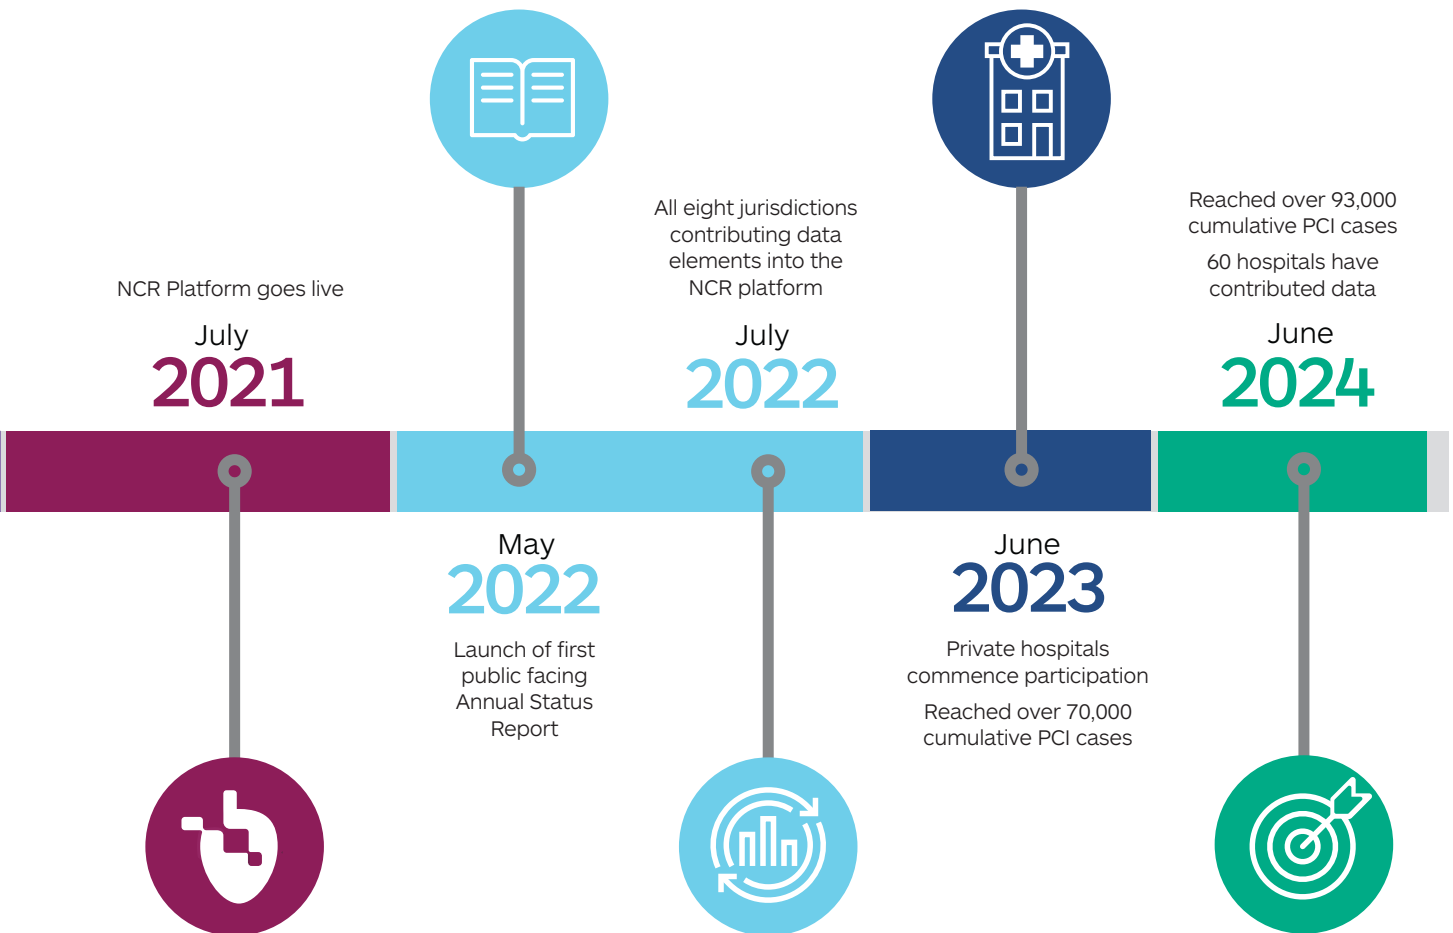 NCR Platform goes live
July
2021
May
2022
Launch of first
public facing
Annual Status
Report
All eight jurisdictions
contributing data
elements into the
NCR platform
July
2022
June
2023
Private hospitals
commence participation
Reached over 70,000
cumulative PCI cases
Reached over 93,000
cumulative PCI cases
60 hospitals have
contributed data
June
2024